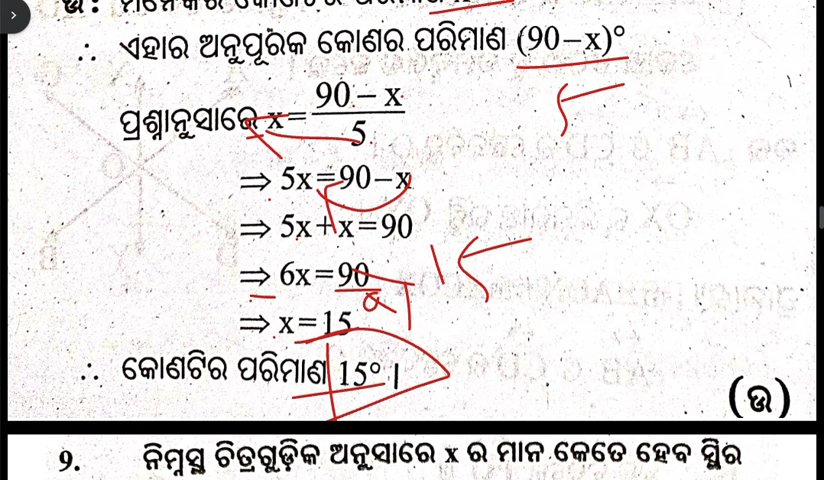 ∴ ଏହାର ଅନୁପୂରକ କୋଣର ପରିମାଣ (90−x)°
ପ୍ରଶ୍ନାନୁସାରେ x = (90 − x)/5
⇒ 5x = 90 − x
⇒ 5x + x = 90
⇒ 6x = 90
⇒ x = 15
∴ କୋଣଟିର ପରିମାଣ 15° |
(ଉ)
9. ନିମ୍ନସ୍ଥ ଚିତ୍ରଗୁଡ଼ିକ ଅନୁସାରେ x ର ମାନ କେତେ ହେବ ସ୍ଥିର